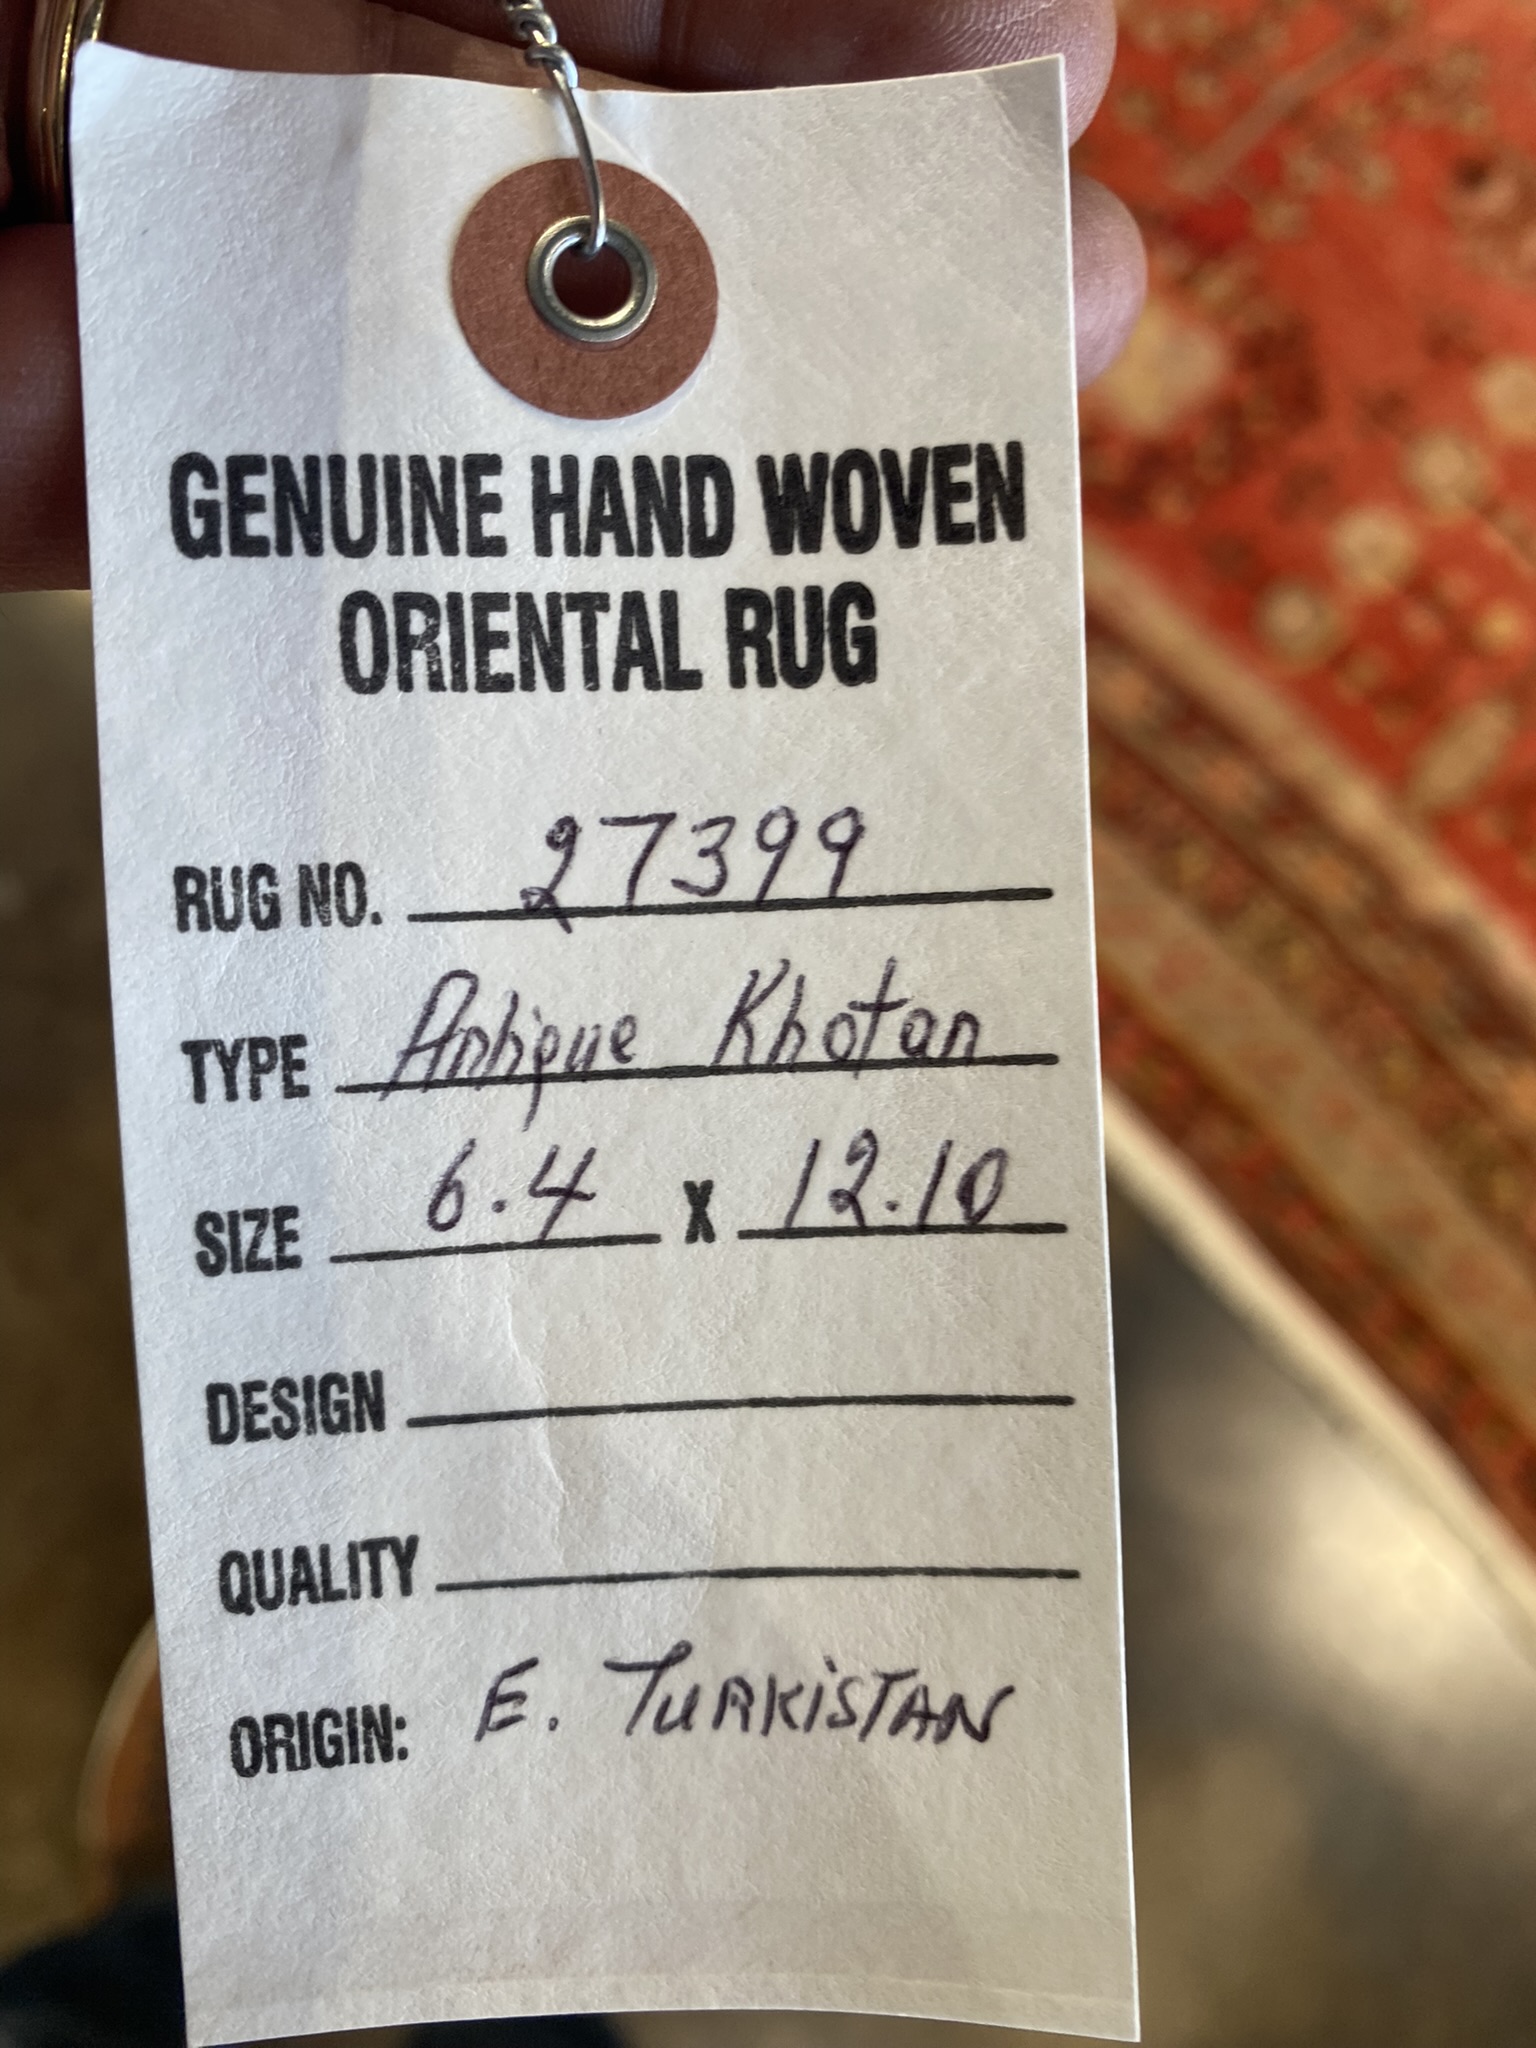 GENUINE HAND WOVEN
ORIENTAL RUG
RUG NO. 27399
TYPE Antique Khotan
SIZE 6.4 X 12.10
DESIGN
QUALITY
ORIGIN: E. TURKISTAN